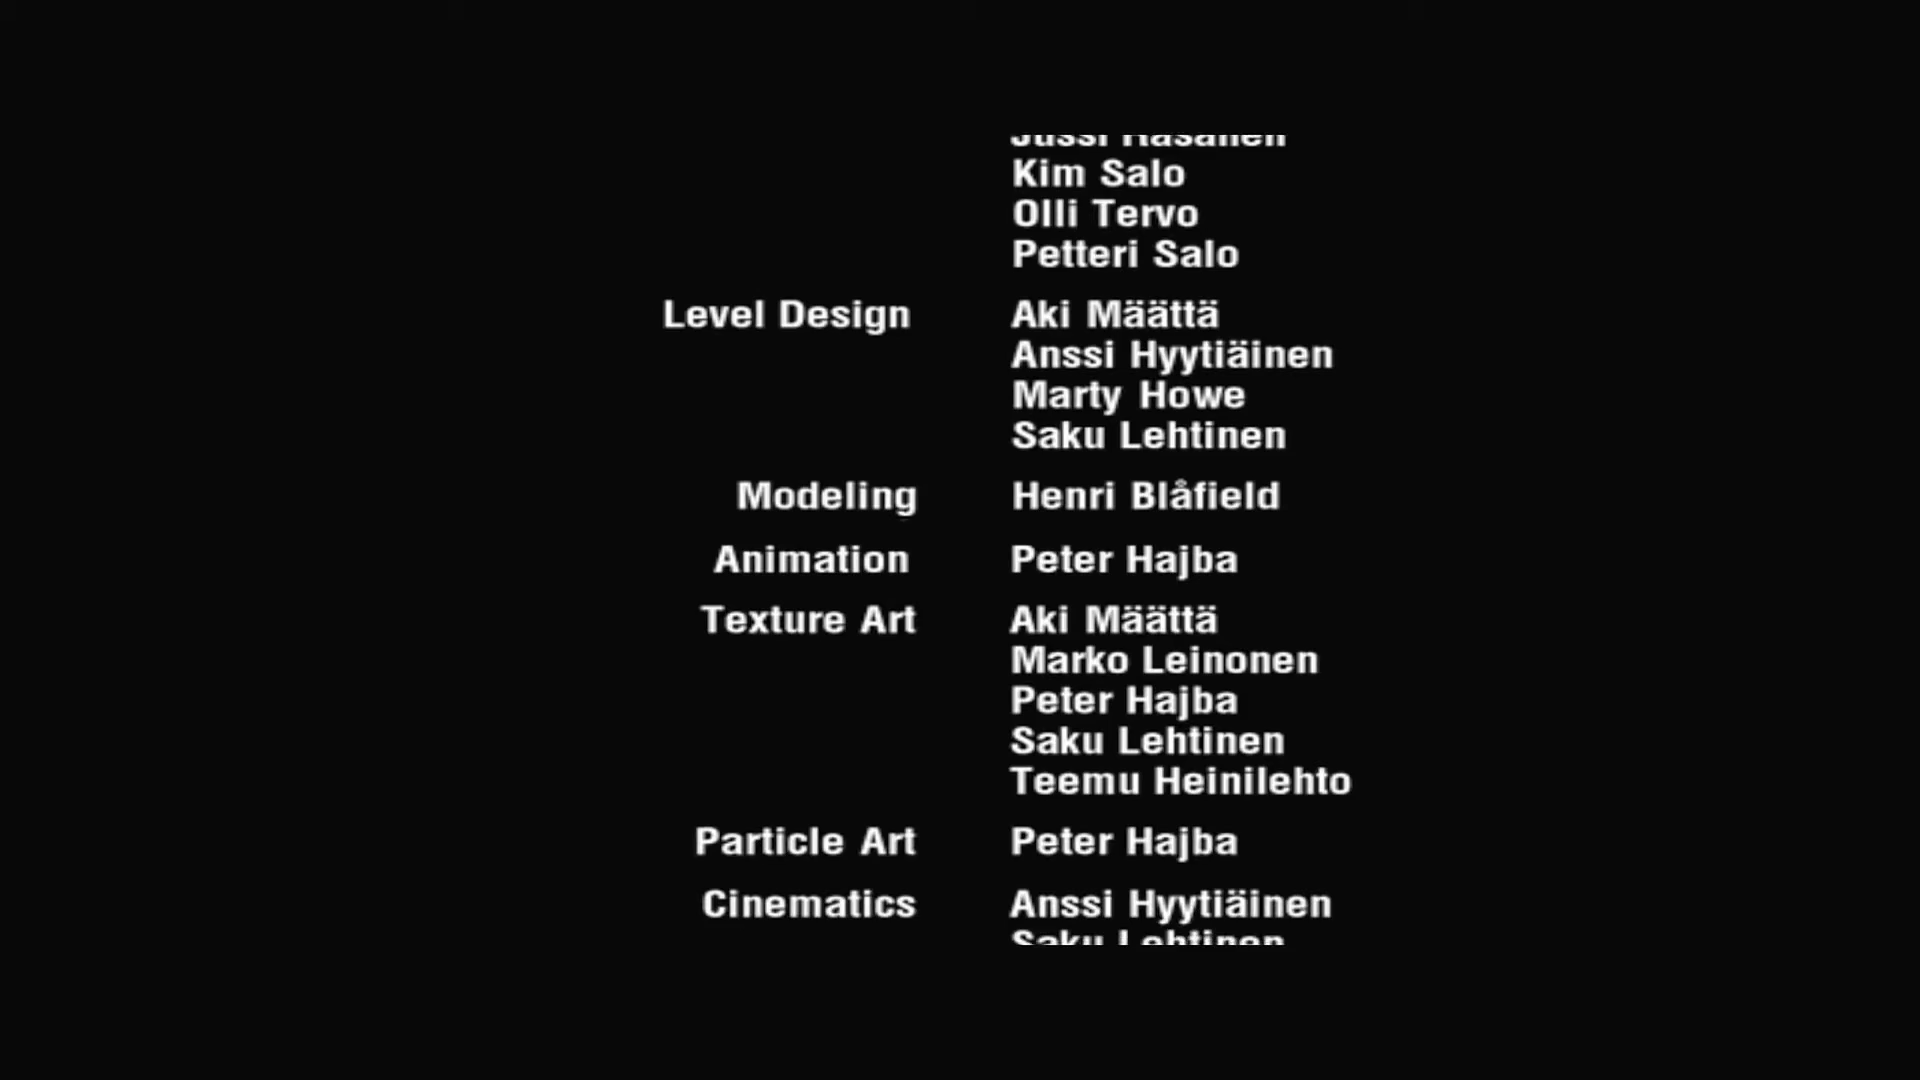 Kim Salo
Olli Tervo
Petteri Salo
Level Design Aki Määttä
Anssi Hyytiäinen
Marty Howe
Saku Lehtinen
Modeling Henri Blåfield
Animation Peter Hajba
Texture Art Aki Määttä
Marko Leinonen
Peter Hajba
Saku Lehtinen
Teemu Heinilehto
Particle Art Peter Hajba
Cinematics Anssi Hyytiäinen
Saku Lehtinen